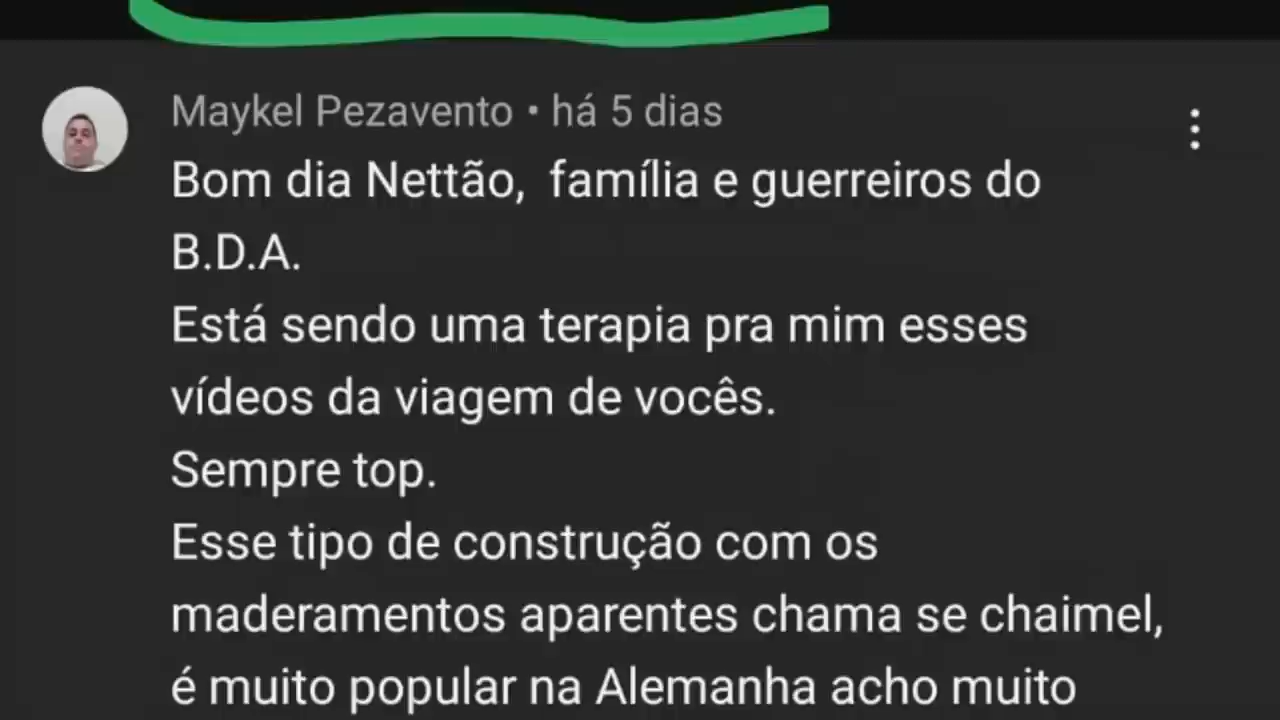 Maykel Pezavento • há 5 dias
Bom dia Nettão, família e guerreiros do
B.D.A.
Está sendo uma terapia pra mim esses
vídeos da viagem de vocês.
Sempre top.
Esse tipo de construção com os
maderamentos aparentes chama se chaimel,
é muito popular na Alemanha acho muito